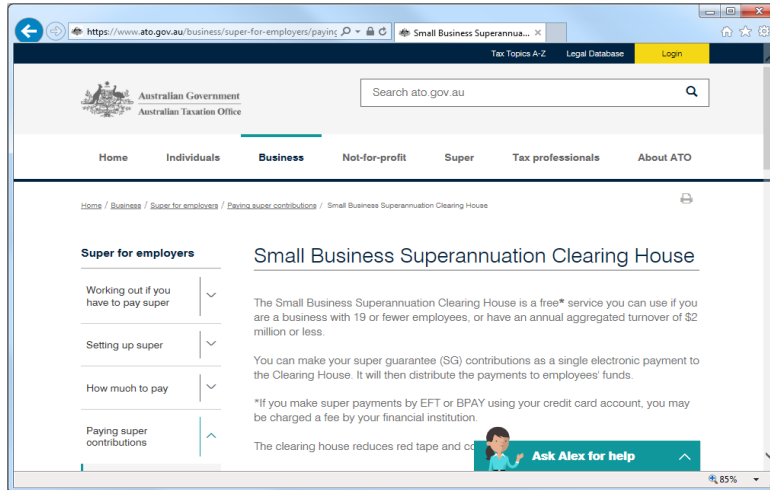 https://www.ato.gov.au/business/super-for-employers/paying
Small Business Superannua...
Tax Topics A-Z Legal Database Login
Australian Government
Australian Taxation Office
Search ato.gov.au
Home Individuals Business Not-for-profit Super Tax professionals About ATO
Home / Business / Super for employers / Paying super contributions / Small Business Superannuation Clearing House
Super for employers
Working out if you
have to pay super
Setting up super
How much to pay
Paying super
contributions
Small Business Superannuation Clearing House
The Small Business Superannuation Clearing House is a free* service you can use if you
are a business with 19 or fewer employees, or have an annual aggregated turnover of $2
million or less.
You can make your super guarantee (SG) contributions as a single electronic payment to
the Clearing House. It will then distribute the payments to employees' funds.
*If you make super payments by EFT or BPAY using your credit card account, you may
be charged a fee by your financial institution.
The clearing house reduces red tape and
Ask Alex for help
85%